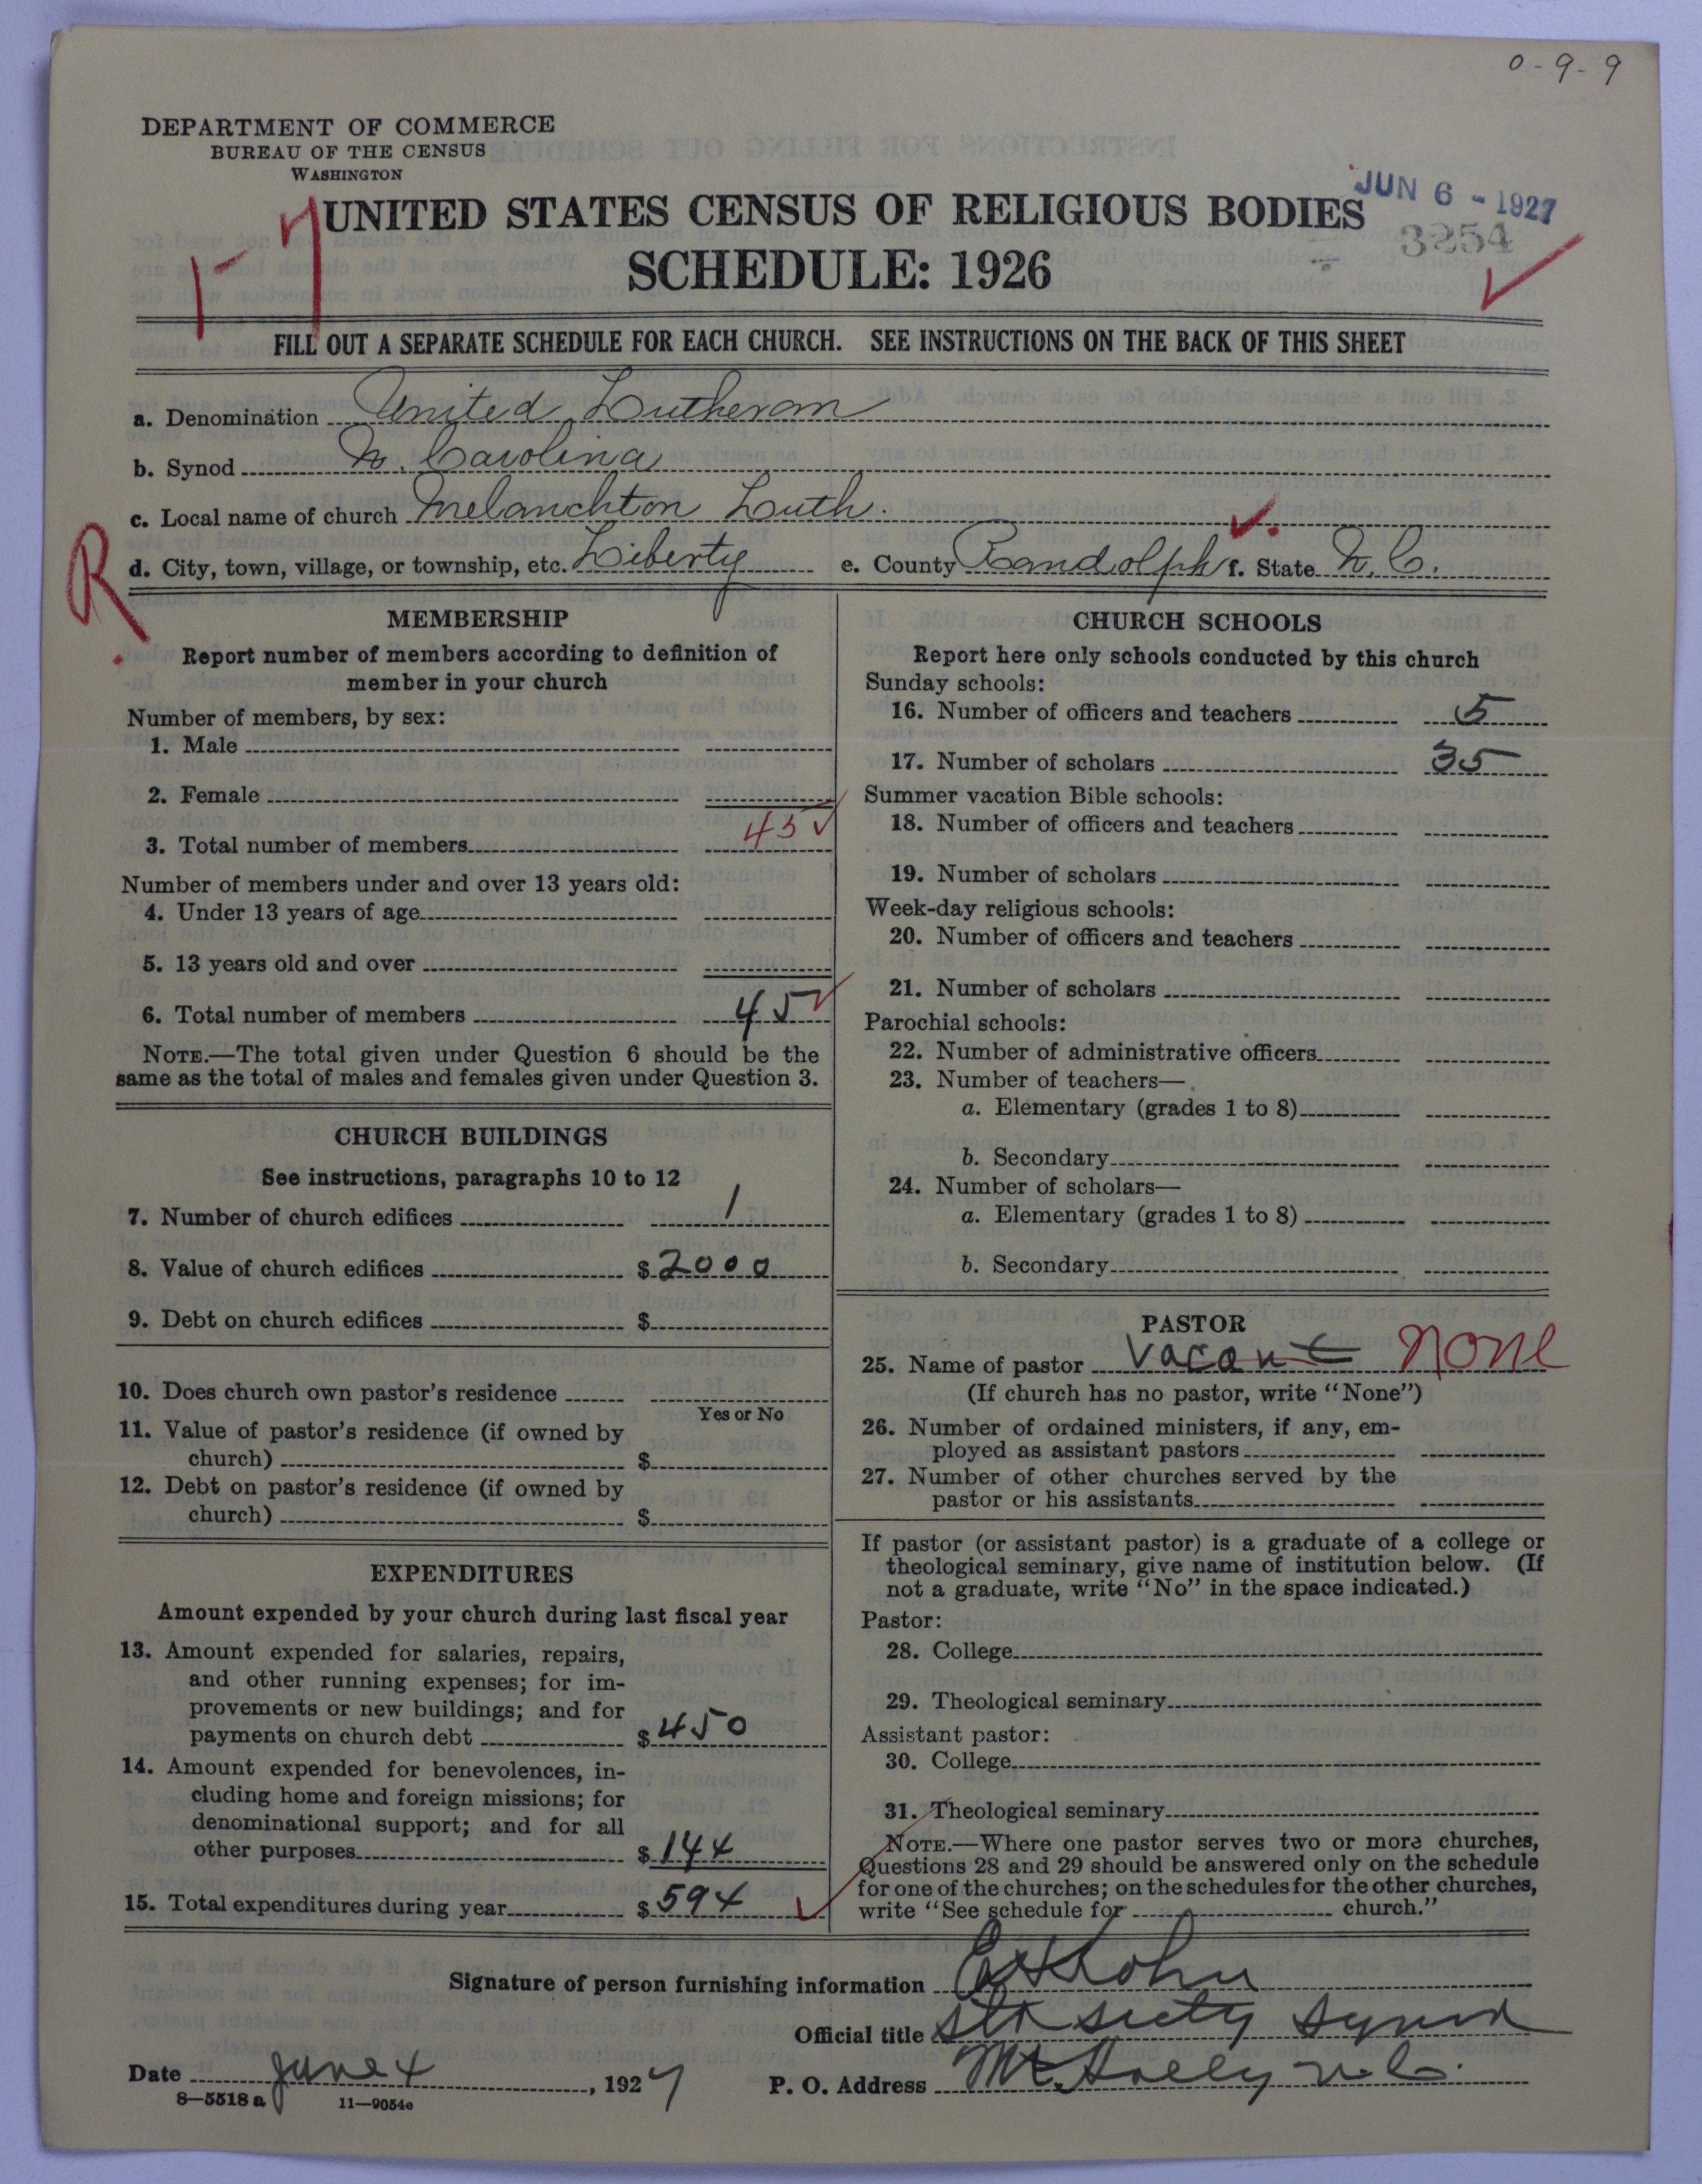 0-9-9
DEPARTMENT OF COMMERCE
BUREAU OF THE CENSUS
WASHINGTON
JUN 6 - 1927
3254
UNITED STATES CENSUS OF RELIGIOUS BODIES
SCHEDULE: 1926
FILL OUT A SEPARATE SCHEDULE FOR EACH CHURCH. SEE INSTRUCTIONS ON THE BACK OF THIS SHEET
a. Denomination United Lutheran
b. Synod N. Carolina
c. Local name of church Melanchton Luth.
d. City, town, village, or township, etc. Liberty e. County Randolph f. State N.C.
R
MEMBERSHIP
Report number of members according to definition of
member in your church
Number of members, by sex:
1. Male
2. Female
3. Total number of members 45
Number of members under and over 13 years old:
4. Under 13 years of age
5. 13 years old and over
6. Total number of members 45
NOTE.—The total given under Question 6 should be the
same as the total of males and females given under Question 3.
CHURCH BUILDINGS
See instructions, paragraphs 10 to 12
7. Number of church edifices 1
8. Value of church edifices $2000
9. Debt on church edifices $
10. Does church own pastor's residence
Yes or No
11. Value of pastor's residence (if owned by
church) $
12. Debt on pastor's residence (if owned by
church) $
EXPENDITURES
Amount expended by your church during last fiscal year
13. Amount expended for salaries, repairs,
and other running expenses; for im-
provements or new buildings; and for
payments on church debt $450
14. Amount expended for benevolences, in-
cluding home and foreign missions; for
denominational support; and for all
other purposes $144
15. Total expenditures during year $594
CHURCH SCHOOLS
Report here only schools conducted by this church
Sunday schools:
16. Number of officers and teachers 5
17. Number of scholars 35
Summer vacation Bible schools:
18. Number of officers and teachers
19. Number of scholars
Week-day religious schools:
20. Number of officers and teachers
21. Number of scholars
Parochial schools:
22. Number of administrative officers
23. Number of teachers—
a. Elementary (grades 1 to 8)
b. Secondary
24. Number of scholars—
a. Elementary (grades 1 to 8)
b. Secondary
PASTOR
25. Name of pastor Vacant None
(If church has no pastor, write "None")
26. Number of ordained ministers, if any, em-
ployed as assistant pastors
27. Number of other churches served by the
pastor or his assistants
If pastor (or assistant pastor) is a graduate of a college or
theological seminary, give name of institution below. (If
not a graduate, write "No" in the space indicated.)
Pastor:
28. College
29. Theological seminary
Assistant pastor:
30. College
31. Theological seminary
NOTE.—Where one pastor serves two or more churches,
Questions 28 and 29 should be answered only on the schedule
for one of the churches; on the schedules for the other churches,
write "See schedule for church."
Signature of person furnishing information
Official title Synod
Date June 4, 1927 P. O. Address Mt. Holly N.C.
8—5518 a 11—9054e